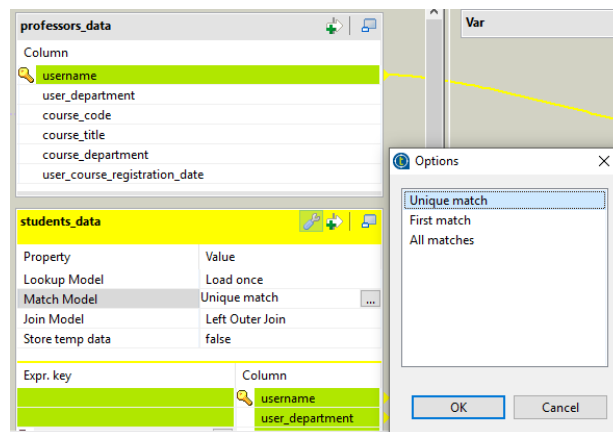 professors_data
Column
username
user_department
course_code
course_title
course_department
user_course_registration_date
students_data
Property Value
Lookup Model Load once
Match Model Unique match ...
Join Model Left Outer Join
Store temp data false
Expr. key Column
username
user_department
Var
Options
Unique match
First match
All matches
OK Cancel